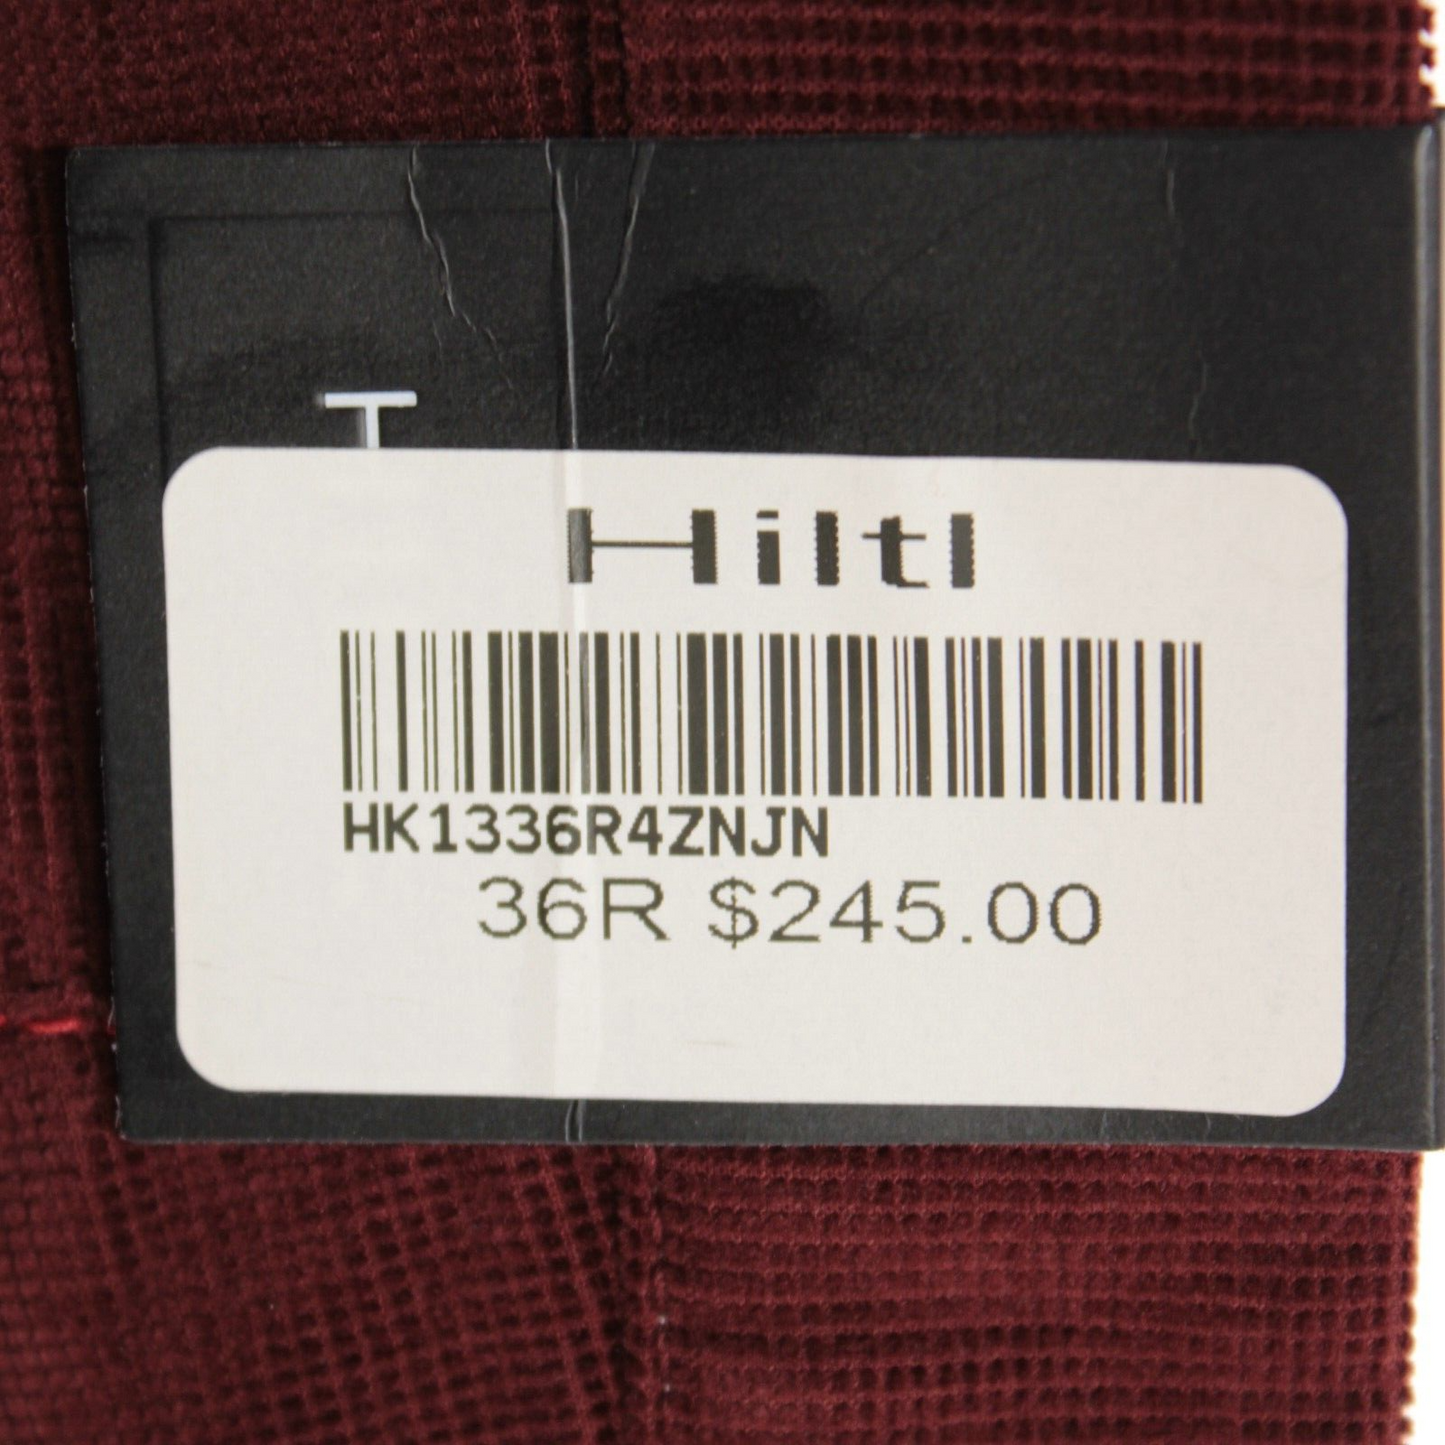 T
Hiltl
HK1336R4ZNJN
36R $245.00